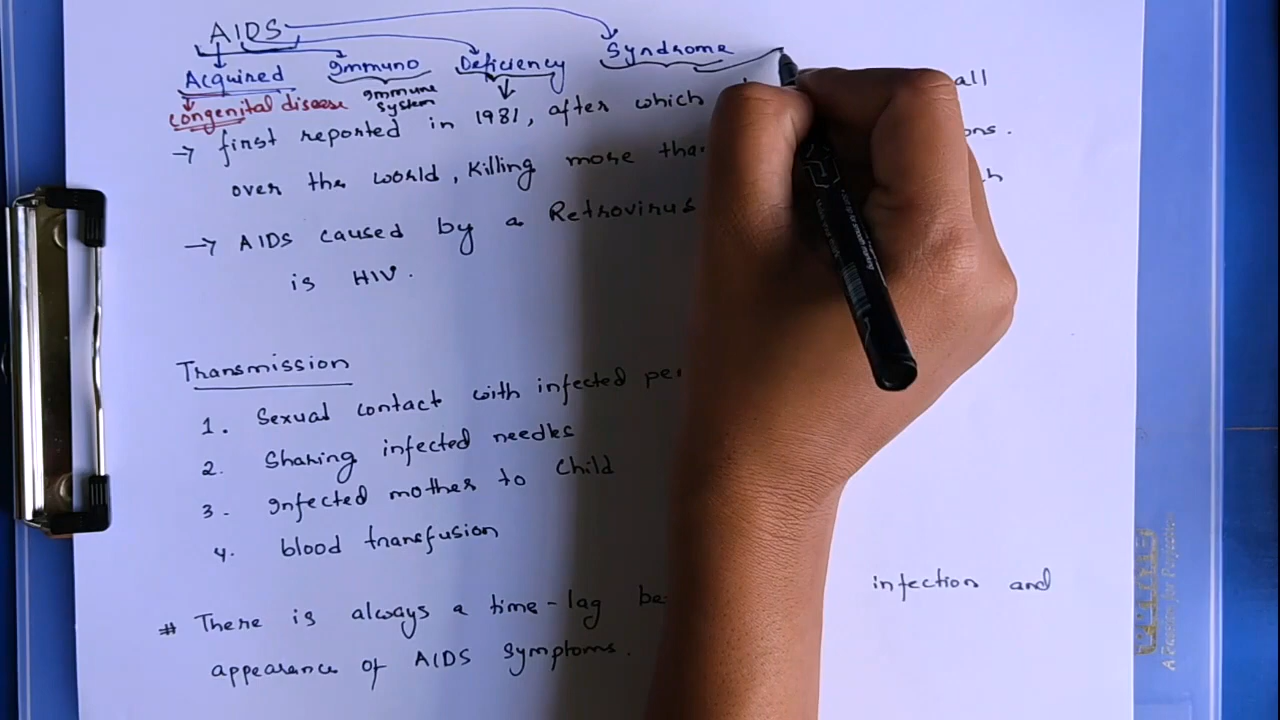 AIDS
Acquired Immuno Deficiency Syndrome
congenital disease Immune system
→ first reported in 1981, after which all
over the world, killing more ons.
→ AIDS caused by a Retrovirus
is HIV.
Transmission
1. Sexual contact with infected
2. Sharing infected needles
3. Infected mother to child
4. blood transfusion
# There is always a time-lag infection and
appearance of AIDS symptoms.